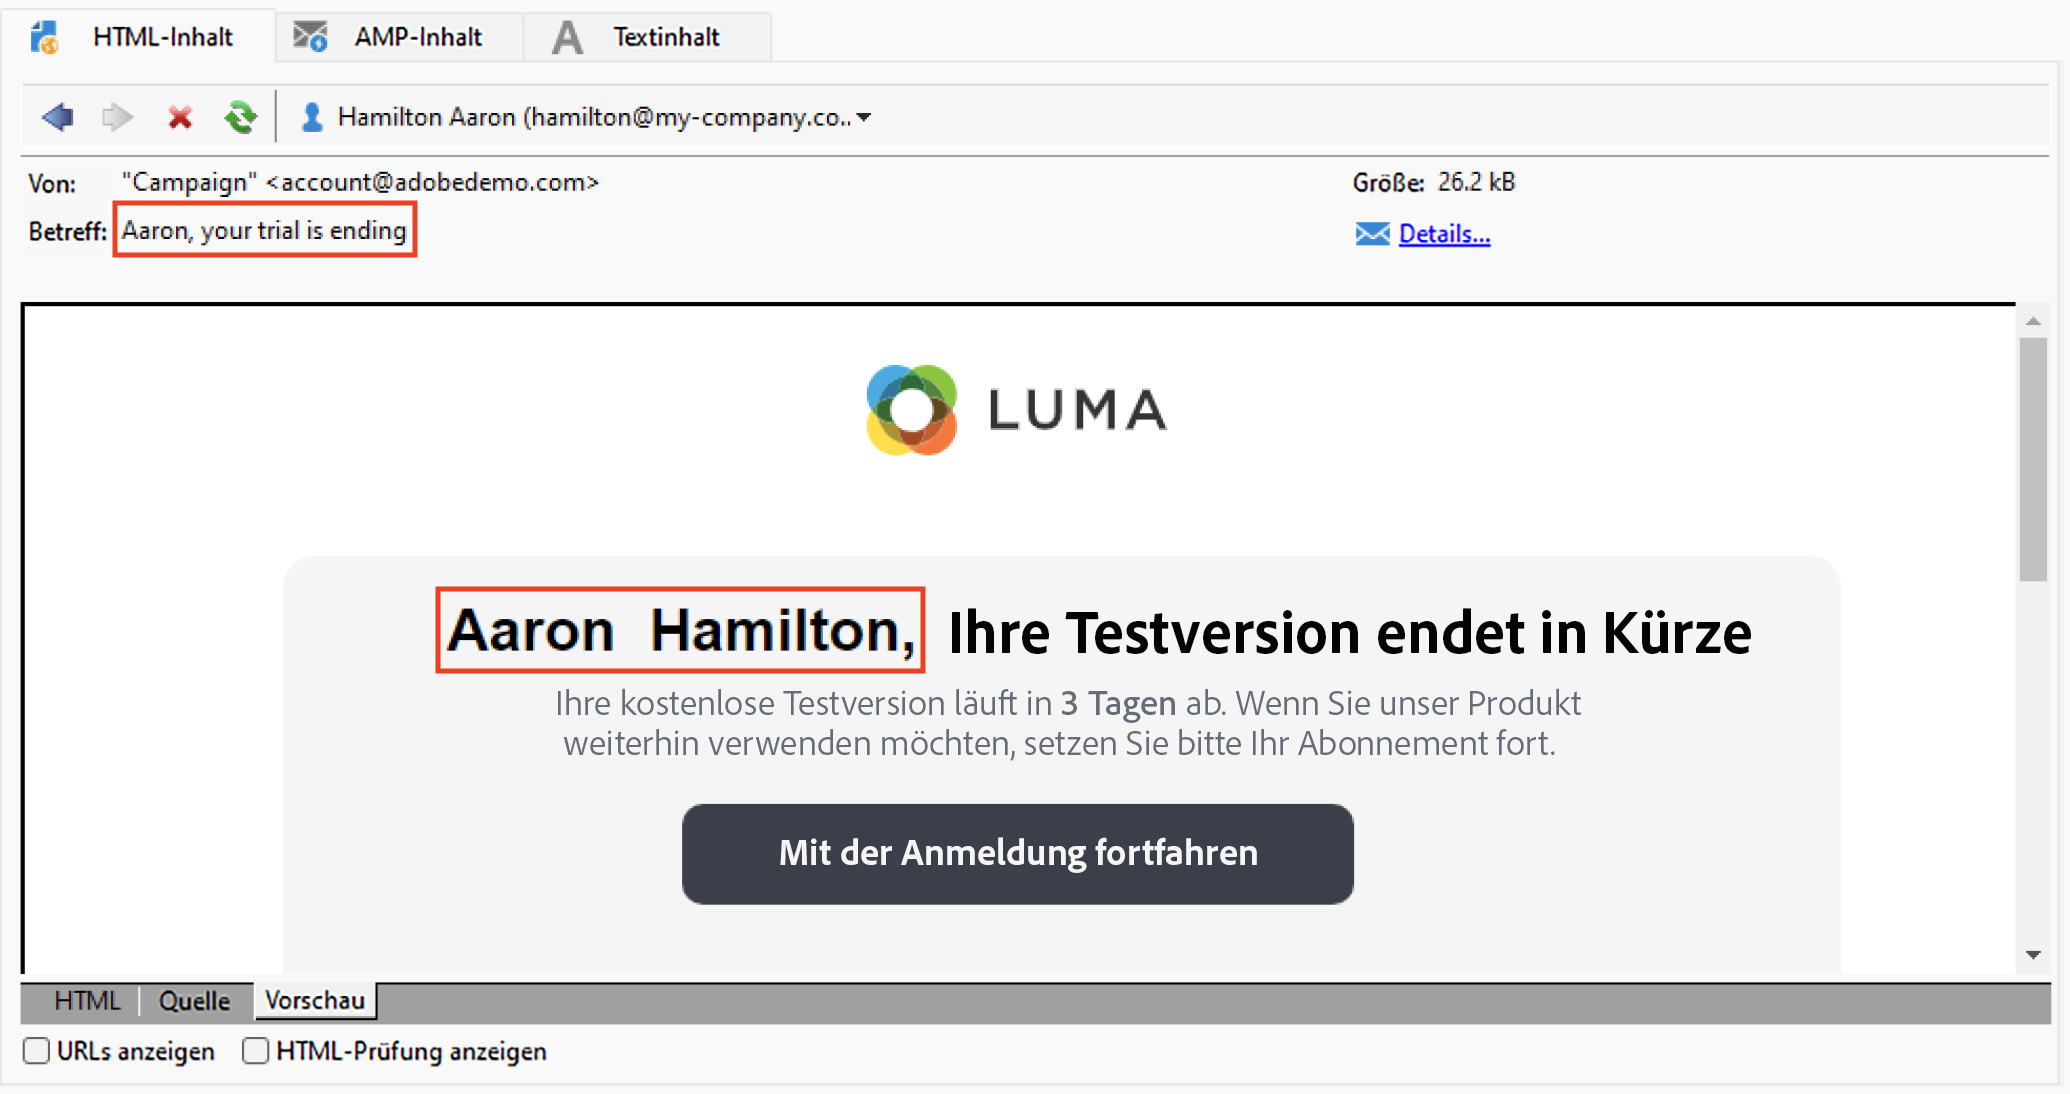 HTML-Inhalt AMP-Inhalt Textinhalt
Hamilton Aaron (hamilton@my-company.co..
Von: "Campaign" <account@adobedemo.com> Größe: 26.2 kB
Betreff: Aaron, your trial is ending Details...
LUMA
Aaron Hamilton, Ihre Testversion endet in Kürze
Ihre kostenlose Testversion läuft in 3 Tagen ab. Wenn Sie unser Produkt
weiterhin verwenden möchten, setzen Sie bitte Ihr Abonnement fort.
Mit der Anmeldung fortfahren
HTML Quelle Vorschau
URLs anzeigen HTML-Prüfung anzeigen